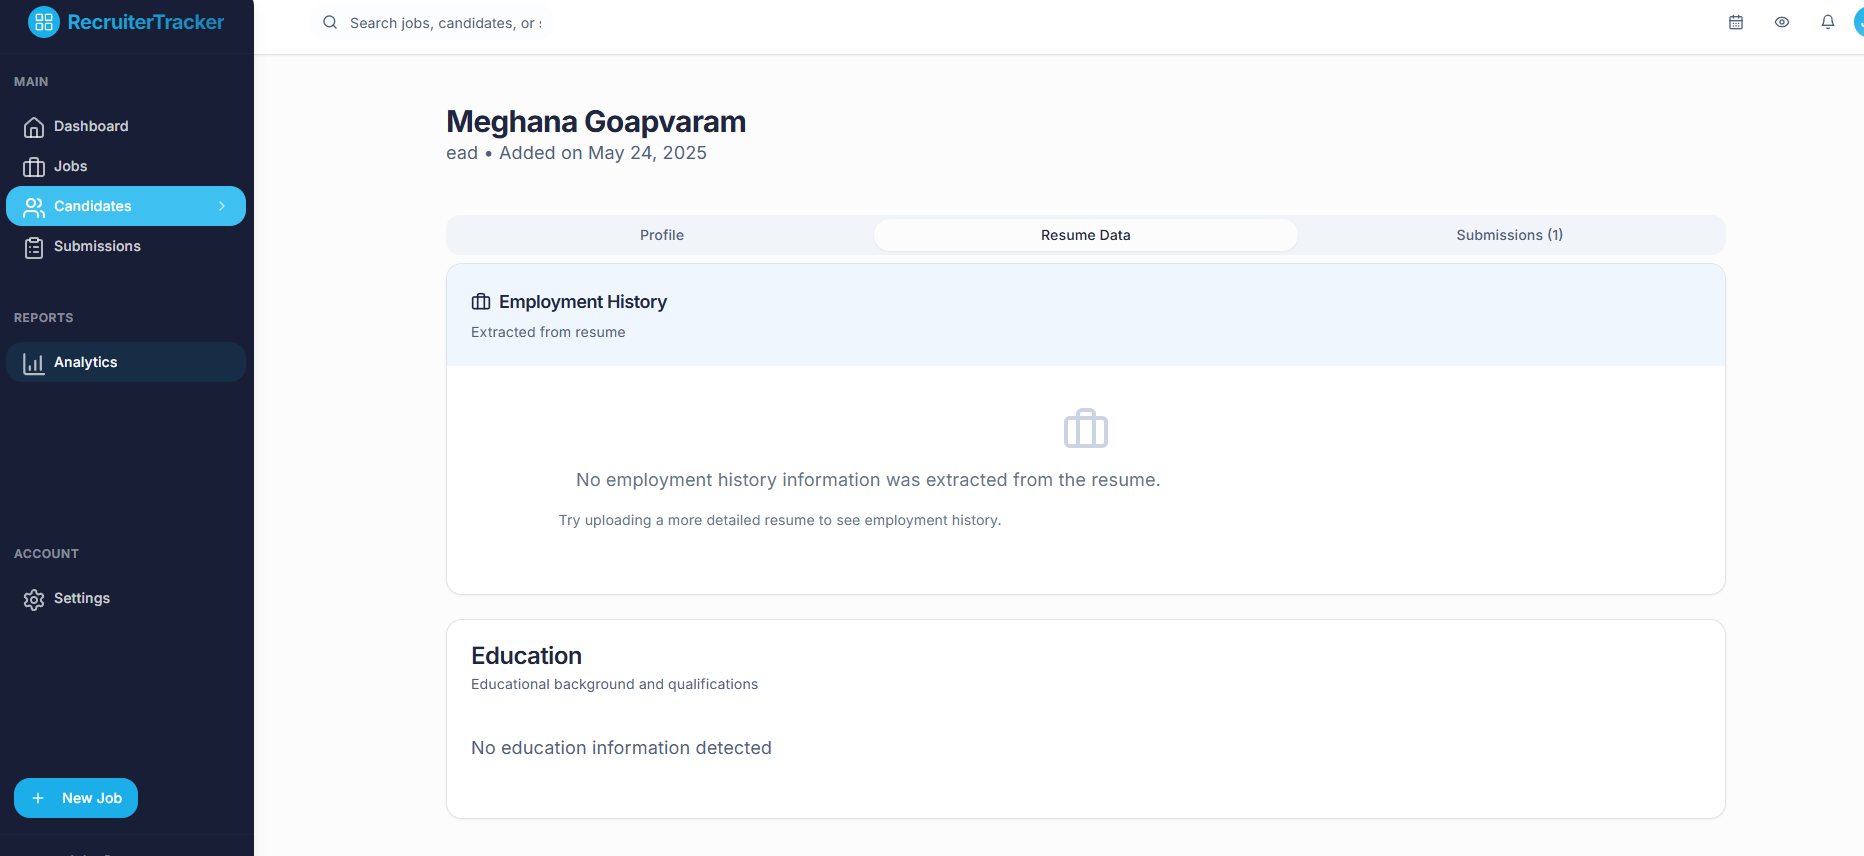 RecruiterTracker
Search jobs, candidates, or
MAIN
Dashboard
Jobs
Candidates
Submissions
REPORTS
Analytics
ACCOUNT
Settings
+ New Job
Meghana Goapvaram
ead • Added on May 24, 2025
Profile
Resume Data
Submissions (1)
Employment History
Extracted from resume
No employment history information was extracted from the resume.
Try uploading a more detailed resume to see employment history.
Education
Educational background and qualifications
No education information detected